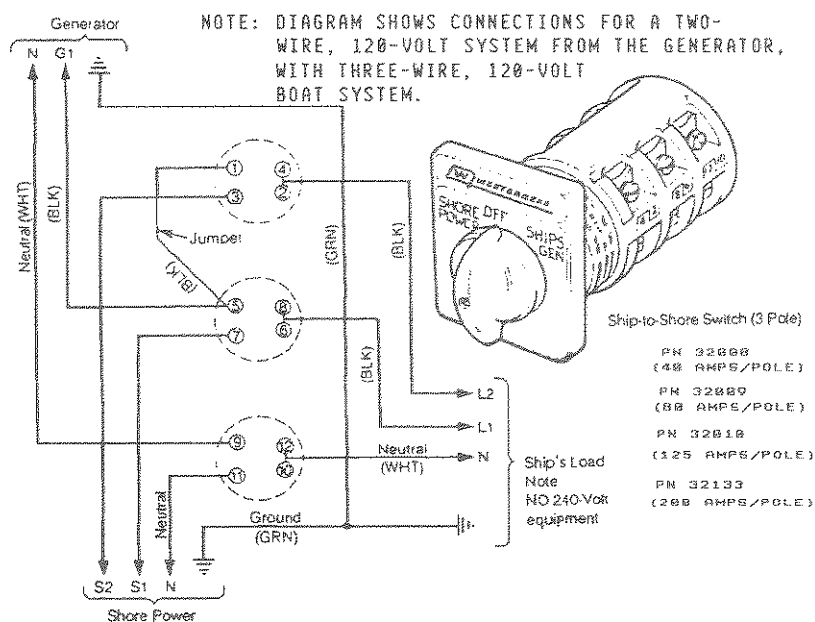 NOTE: DIAGRAM SHOWS CONNECTIONS FOR A TWO-
WIRE, 120-VOLT SYSTEM FROM THE GENERATOR,
WITH THREE-WIRE, 120-VOLT
BOAT SYSTEM.
Generator
N G1
Neutral (WHT)
(BLK)
1 4
3 2
Jumper
(BLK)
5 8
7 6
9 12
11 10
(GRN)
(BLK)
(BLK)
WESTERBEKE
SHORE OFF
POWER
SHIPS
GEN
Ship-to-Shore Switch (3 Pole)
PN 32008
(40 AMPS/POLE)
PN 32009
(80 AMPS/POLE)
PN 32010
(125 AMPS/POLE)
PN 32133
(200 AMPS/POLE)
L2
L1
Neutral
(WHT)
N
Ship's Load
Note
NO 240-Volt
equipment
Neutral
Ground
(GRN)
S2 S1 N
Shore Power